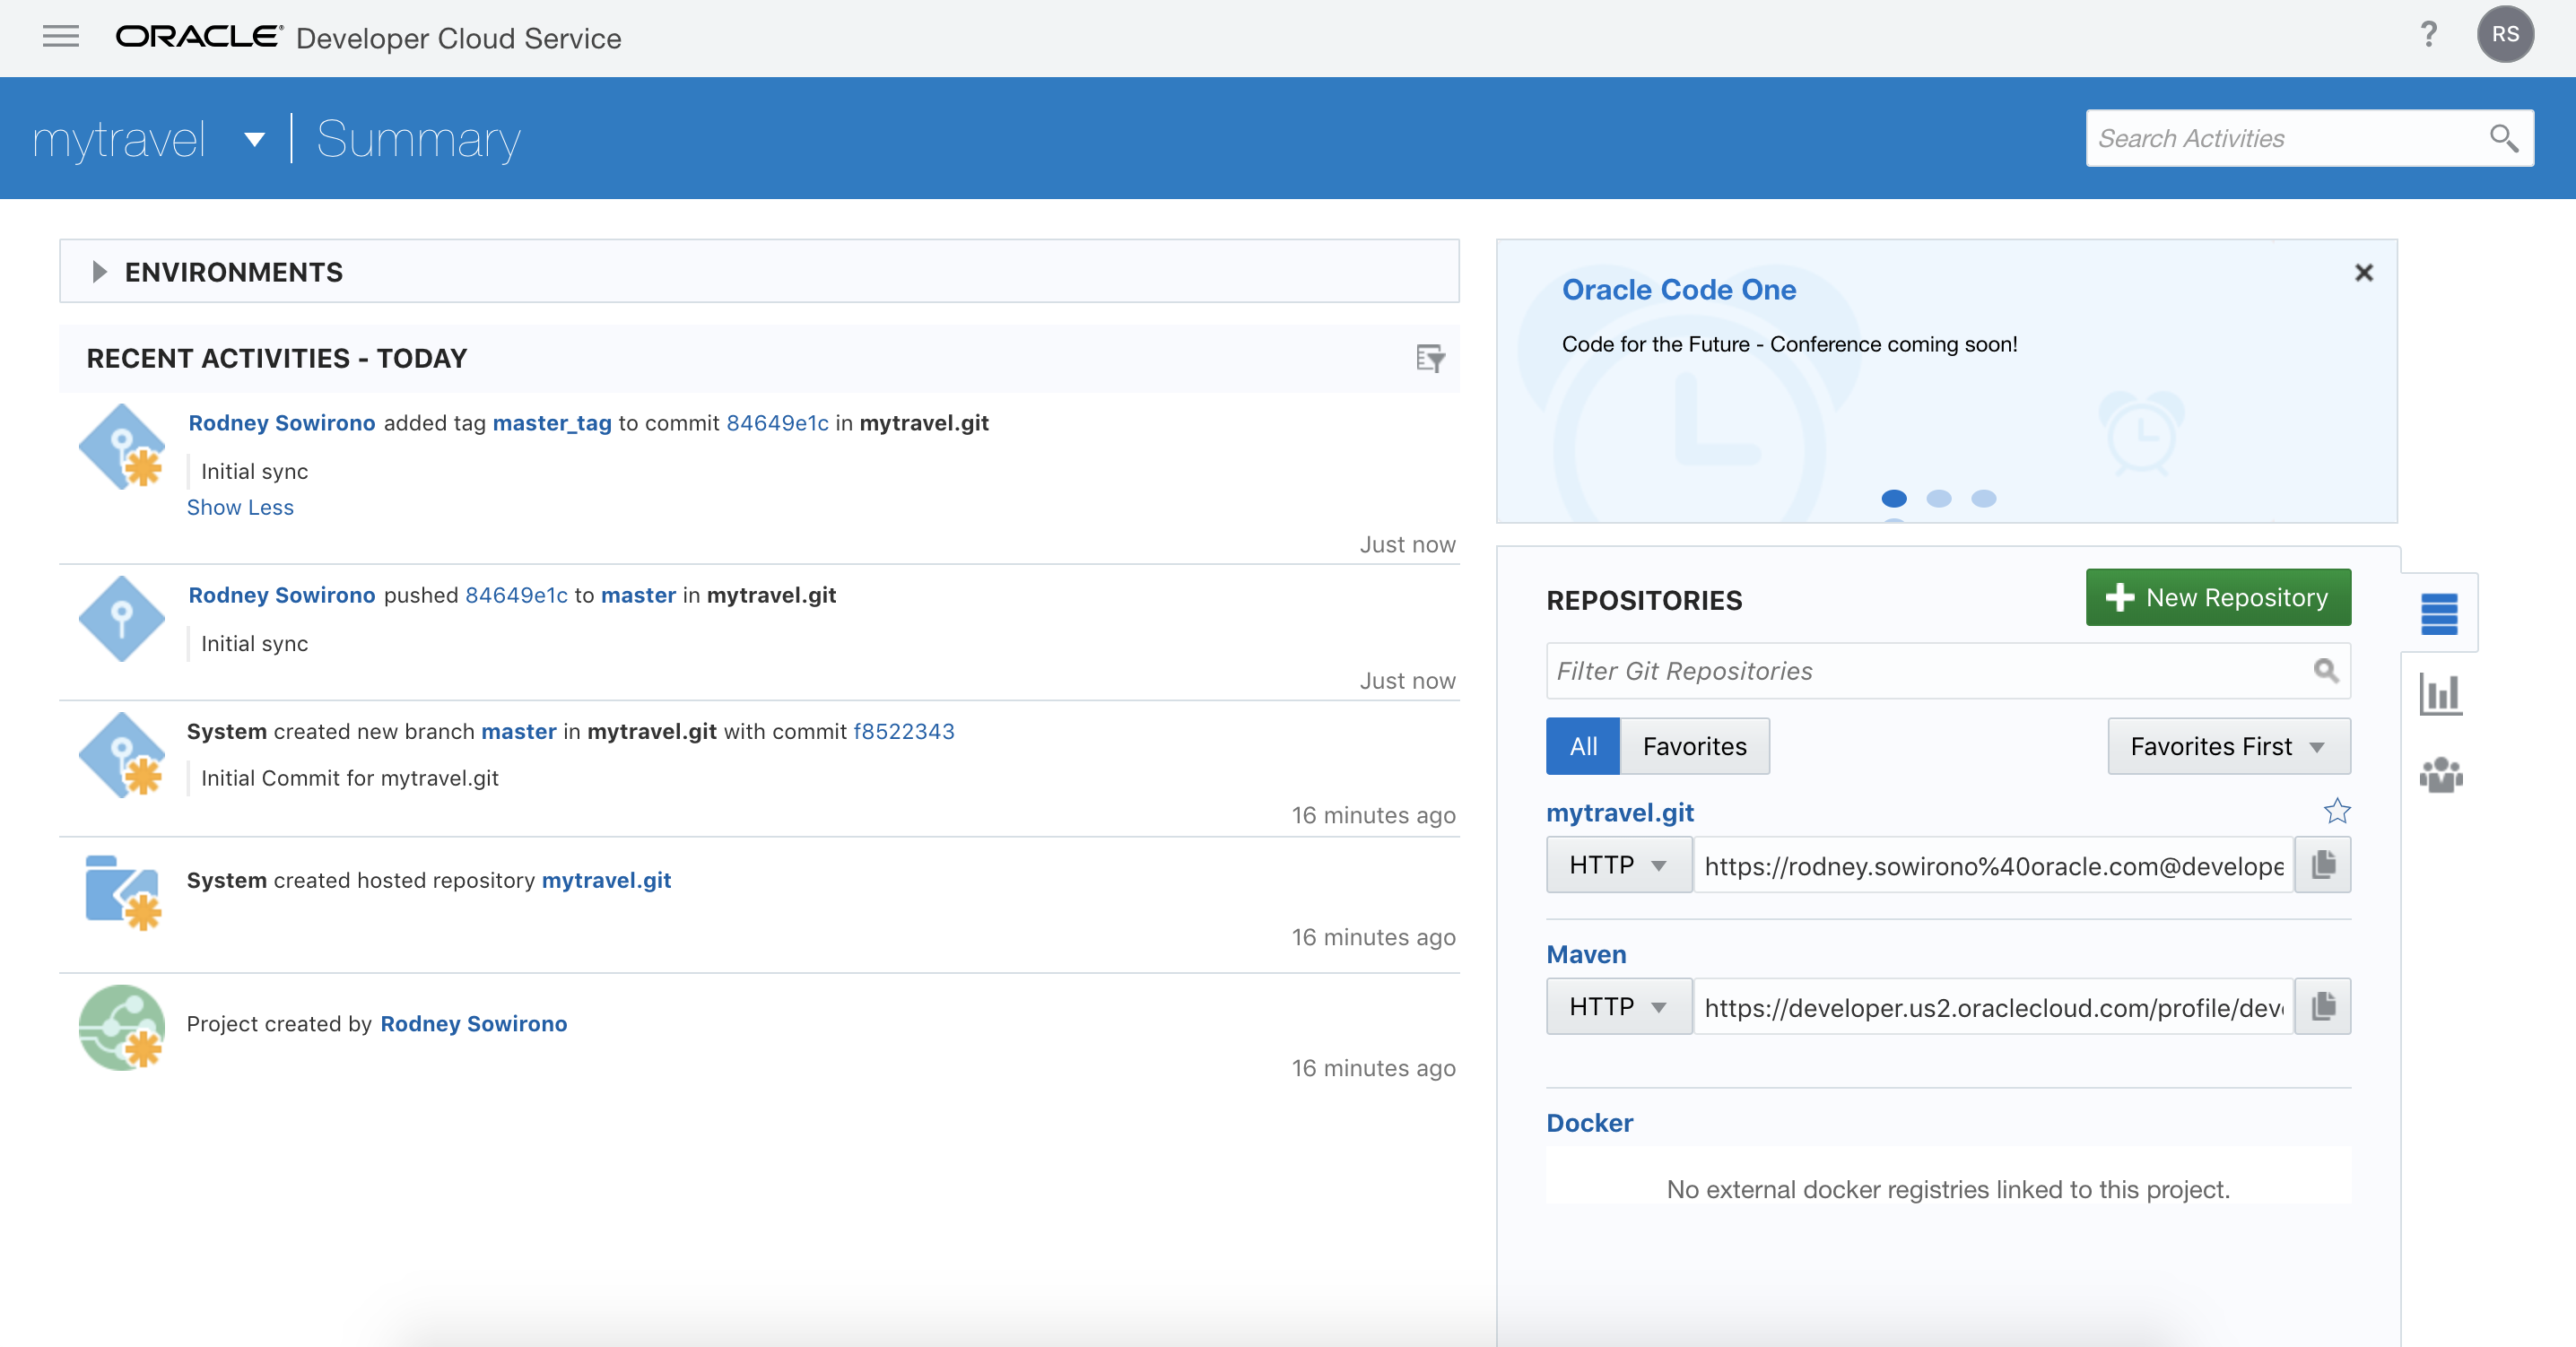 ORACLE® Developer Cloud Service
?
RS
mytravel
Summary
Search Activities
ENVIRONMENTS
RECENT ACTIVITIES - TODAY
Rodney Sowirono added tag master_tag to commit 84649e1c in mytravel.git
Initial sync
Show Less
Just now
Rodney Sowirono pushed 84649e1c to master in mytravel.git
Initial sync
Just now
System created new branch master in mytravel.git with commit f8522343
Initial Commit for mytravel.git
16 minutes ago
System created hosted repository mytravel.git
16 minutes ago
Project created by Rodney Sowirono
16 minutes ago
Oracle Code One
Code for the Future - Conference coming soon!
REPOSITORIES
New Repository
Filter Git Repositories
All
Favorites
Favorites First
mytravel.git
HTTP
https://rodney.sowirono%40oracle.com@develope
Maven
HTTP
https://developer.us2.oraclecloud.com/profile/dev
Docker
No external docker registries linked to this project.